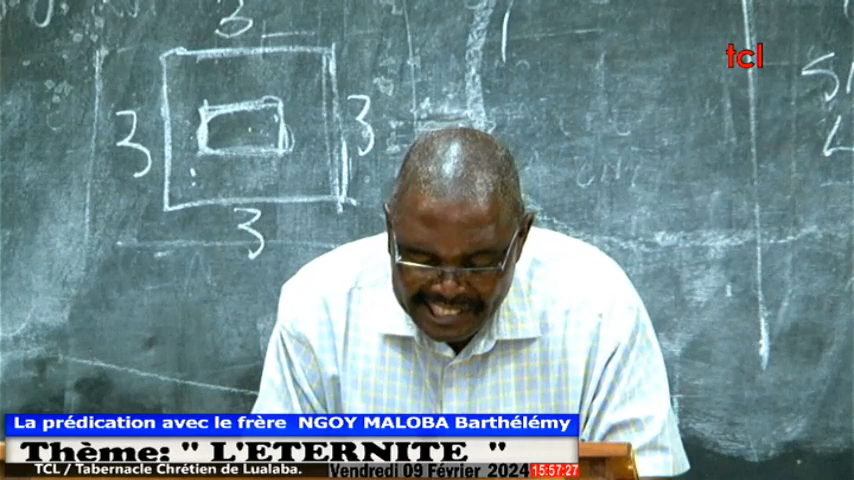 3
tcl
3
3
3
La prédication avec le frère NGOY MALOBA Barthélémy
Thème: " L'ETERNITE "
TCL / Tabernacle Chrétien de Lualaba. Vendredi 09 Février 2024 15:57:27